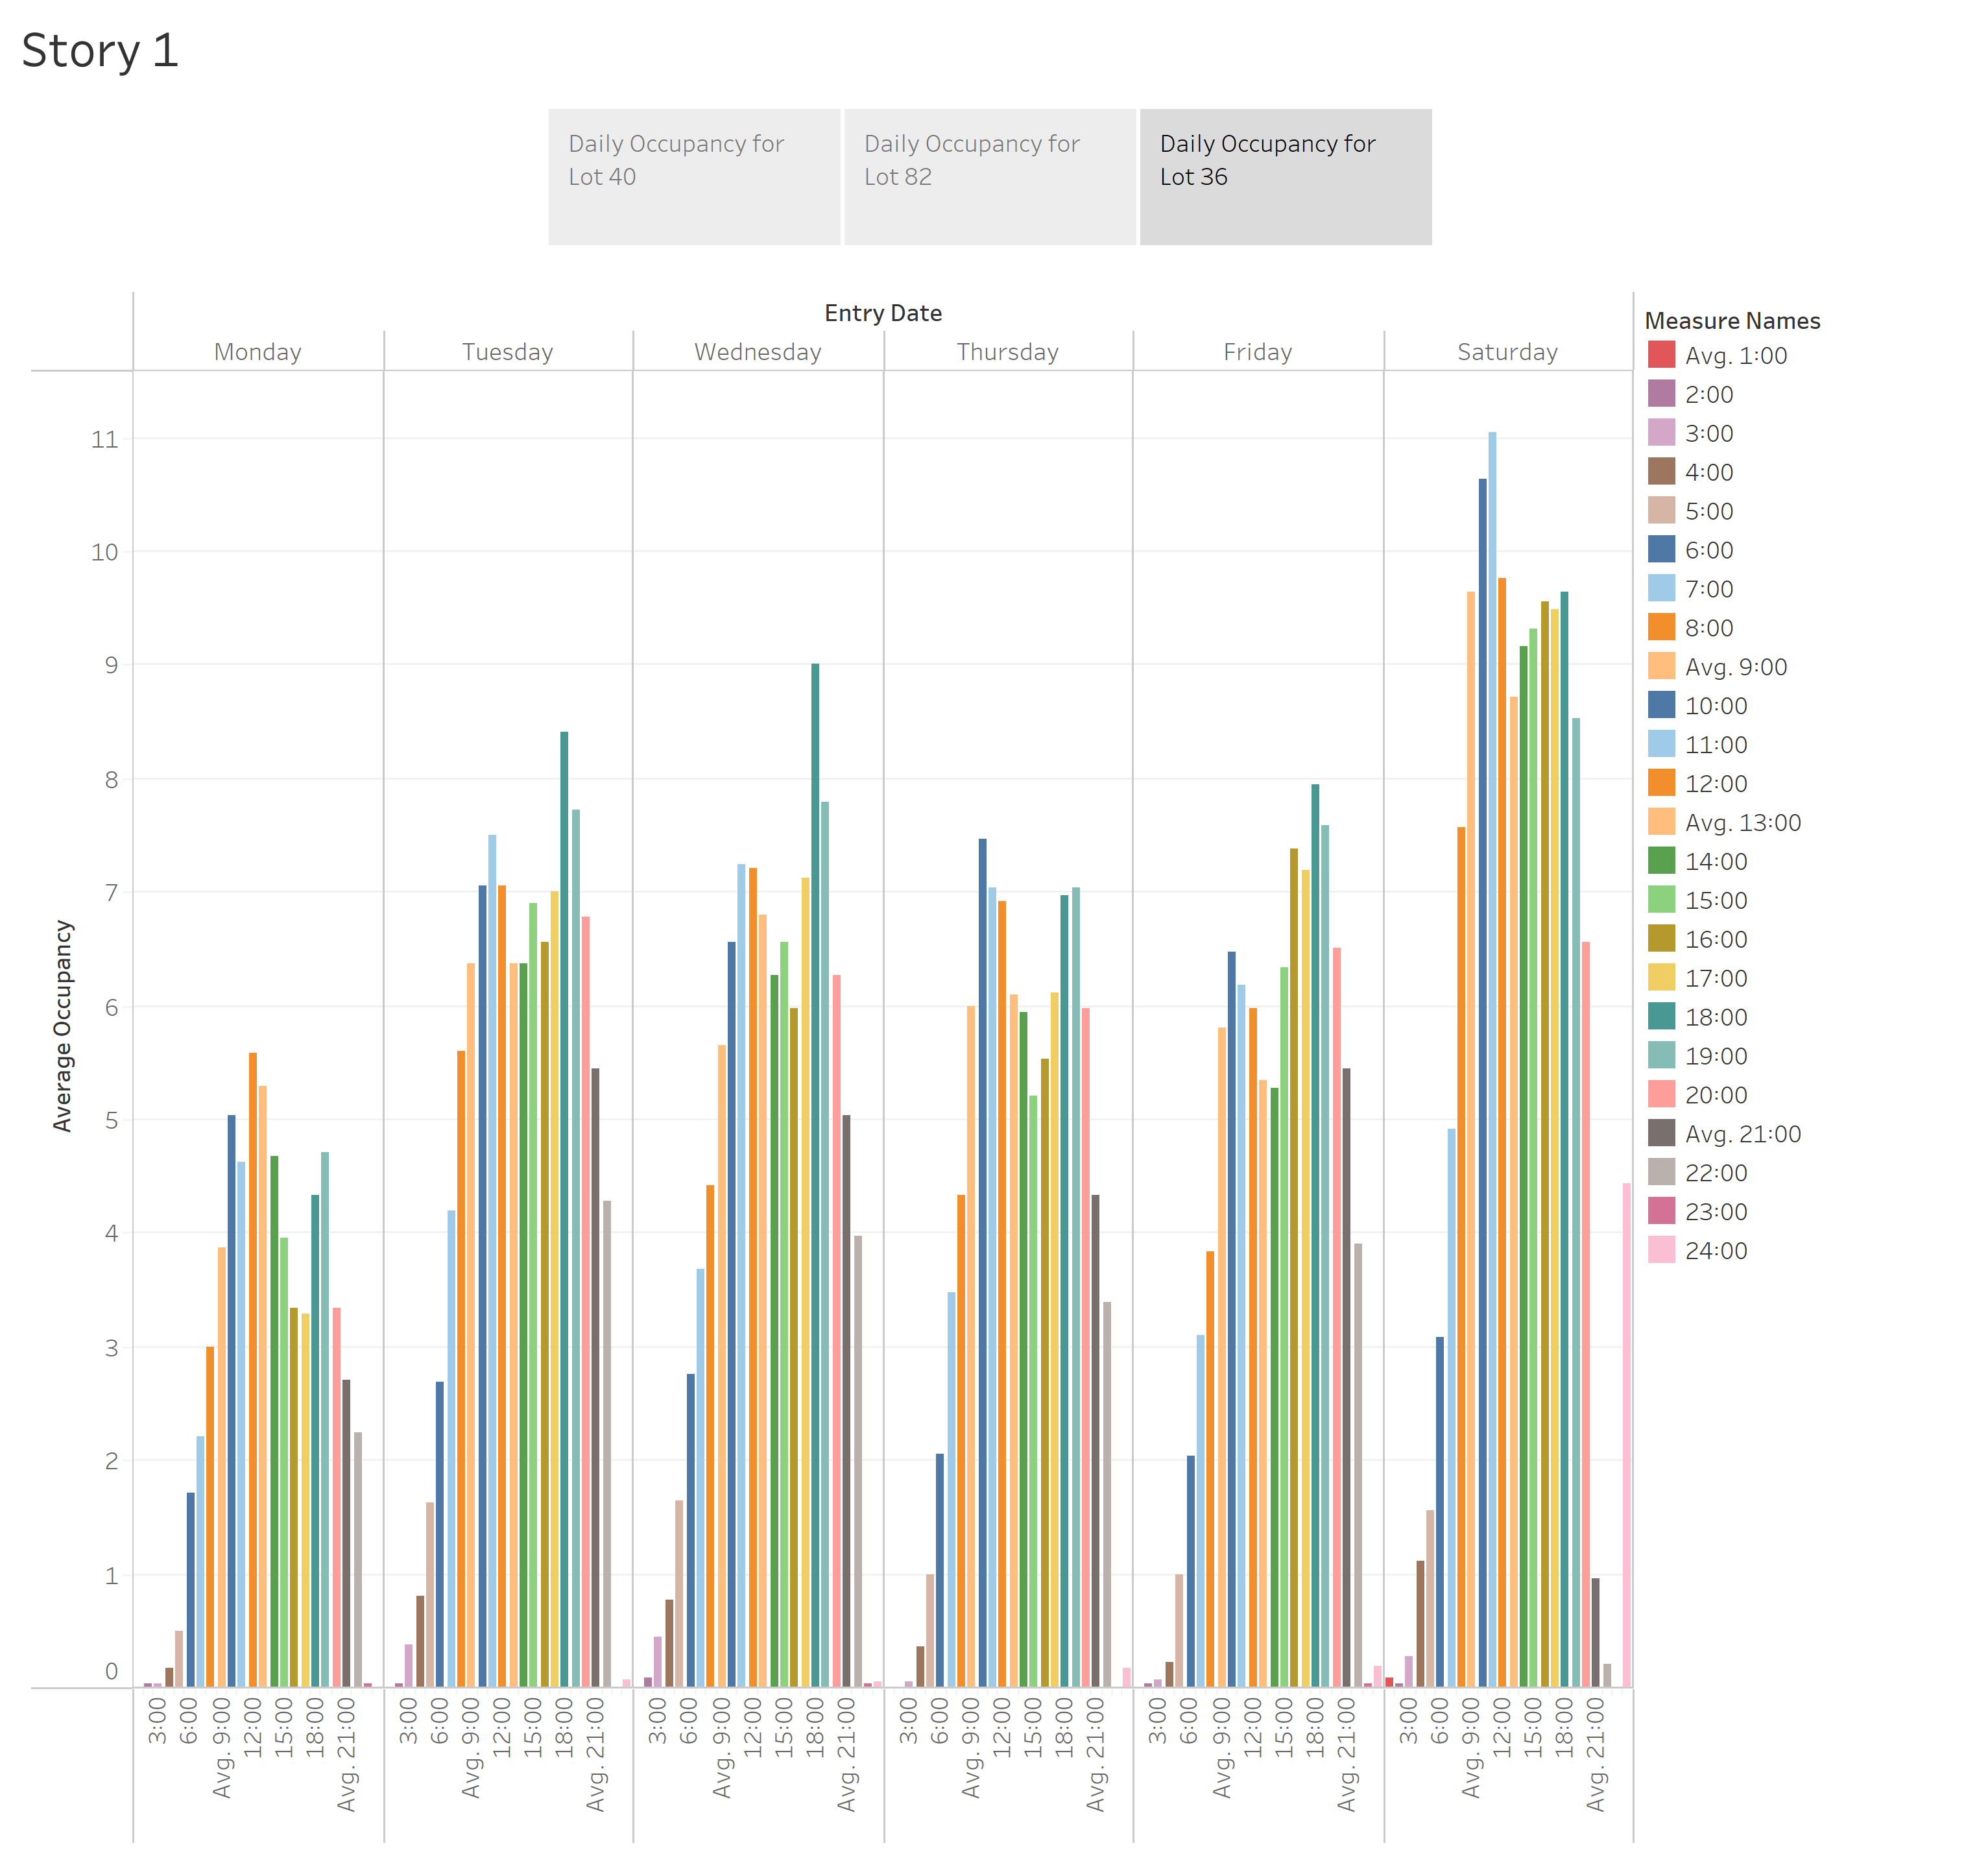 Story 1
Daily Occupancy for
Lot 40
Daily Occupancy for
Lot 82
Daily Occupancy for
Lot 36
Entry Date
Monday Tuesday Wednesday Thursday Friday Saturday
Average Occupancy
11
10
9
8
7
6
5
4
3
2
1
0
3:00 6:00 Avg. 9:00 12:00 15:00 18:00 Avg. 21:00 3:00 6:00 Avg. 9:00 12:00 15:00 18:00 Avg. 21:00 3:00 6:00 Avg. 9:00 12:00 15:00 18:00 Avg. 21:00 3:00 6:00 Avg. 9:00 12:00 15:00 18:00 Avg. 21:00 3:00 6:00 Avg. 9:00 12:00 15:00 18:00 Avg. 21:00 3:00 6:00 Avg. 9:00 12:00 15:00 18:00 Avg. 21:00
Measure Names
Avg. 1:00
2:00
3:00
4:00
5:00
6:00
7:00
8:00
Avg. 9:00
10:00
11:00
12:00
Avg. 13:00
14:00
15:00
16:00
17:00
18:00
19:00
20:00
Avg. 21:00
22:00
23:00
24:00